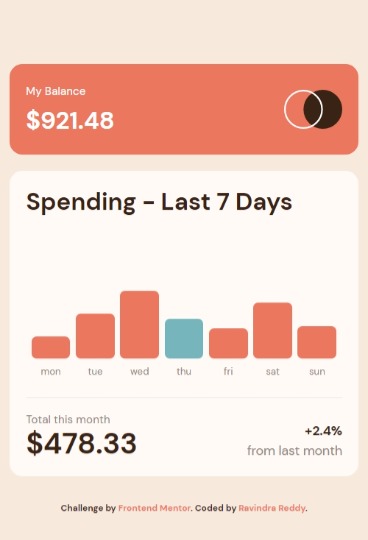 My Balance
$921.48
Spending - Last 7 Days
mon tue wed thu fri sat sun
Total this month
$478.33
+2.4%
from last month
Challenge by Frontend Mentor. Coded by Ravindra Reddy.